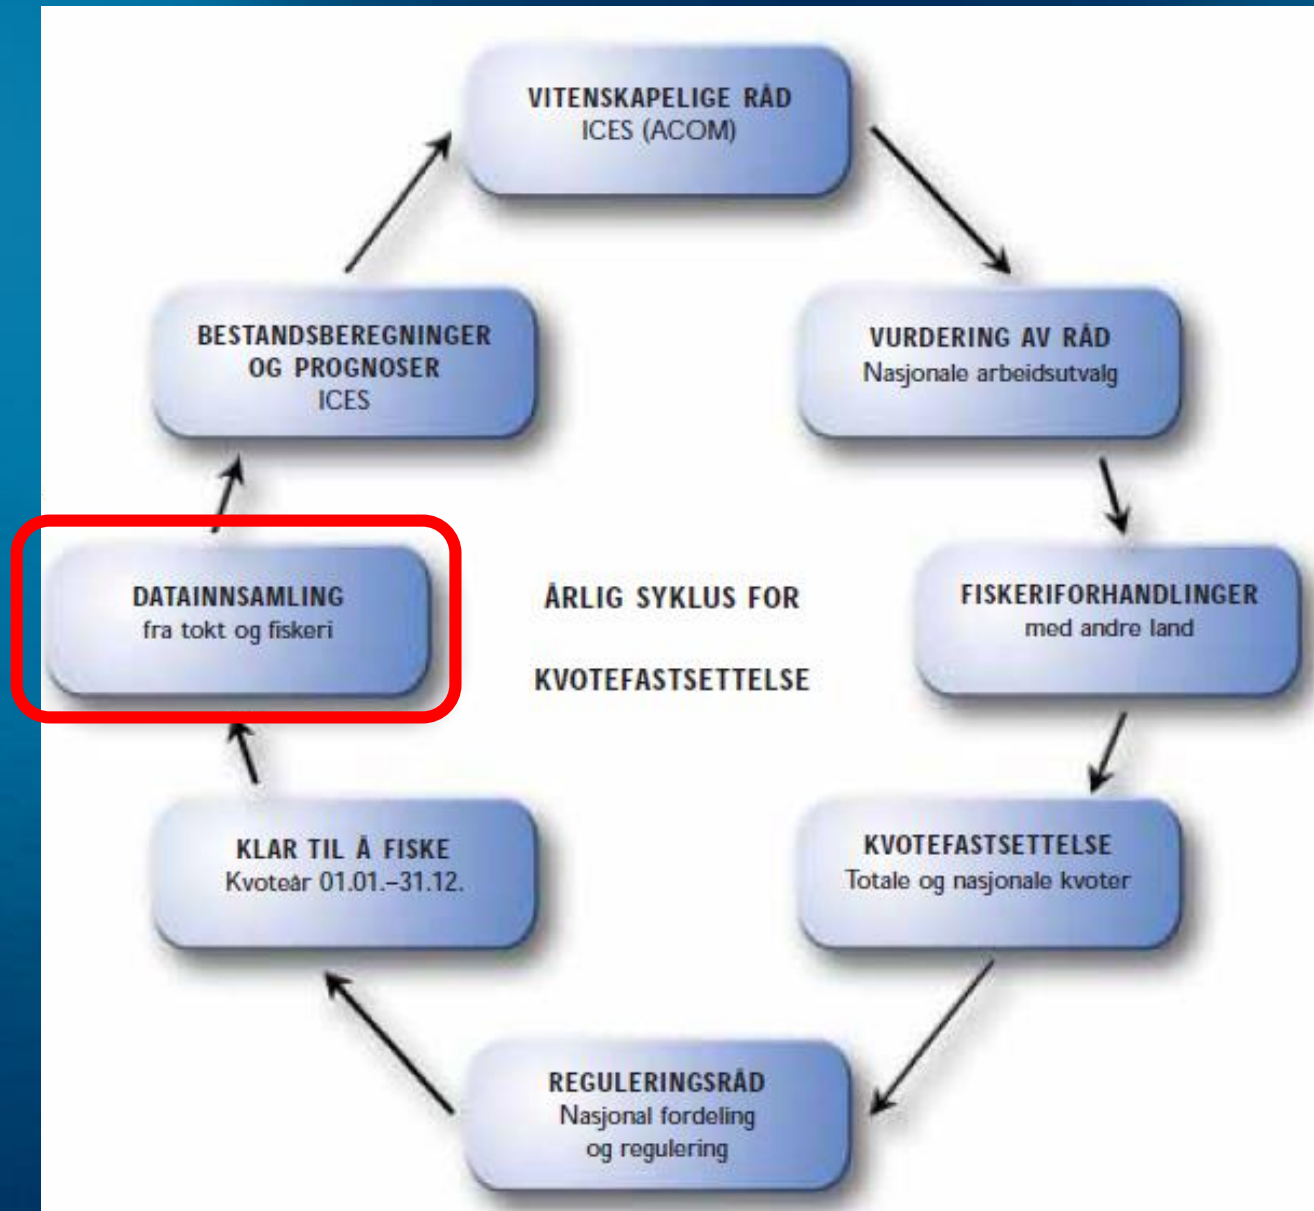 VITENSKAPELIGE RÅD
ICES (ACOM)
VURDERING AV RÅD
Nasjonale arbeidsutvalg
FISKERIFORHANDLINGER
med andre land
KVOTEFASTSETTELSE
Totale og nasjonale kvoter
REGULERINGSRÅD
Nasjonal fordeling
og regulering
KLAR TIL Å FISKE
Kvoteår 01.01.–31.12.
DATAINNSAMLING
fra tokt og fiskeri
BESTANDSBEREGNINGER
OG PROGNOSER
ICES
ÅRLIG SYKLUS FOR
KVOTEFASTSETTELSE